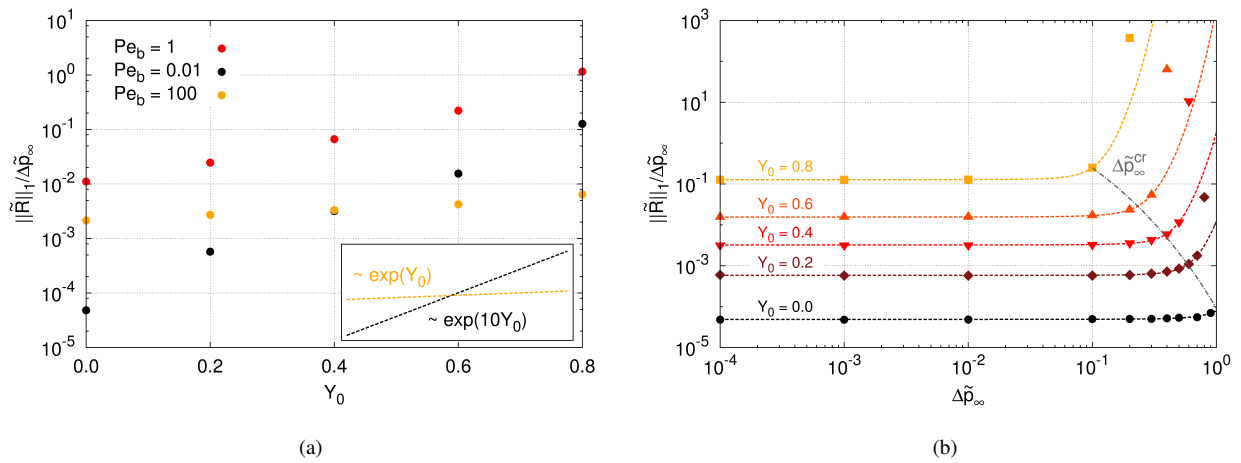 10^1
10^0
10^-1
10^-2
10^-3
10^-4
10^-5
||R̃||_1/Δp̃_∞
Pe_b = 1
Pe_b = 0.01
Pe_b = 100
~ exp(Y_0)
~ exp(10Y_0)
0.0 0.2 0.4 0.6 0.8
Y_0
(a)
10^3
10^1
10^-1
10^-3
10^-5
||R̃||_1/Δp̃_∞
Y_0 = 0.8
Δp̃_∞^cr
Y_0 = 0.6
Y_0 = 0.4
Y_0 = 0.2
Y_0 = 0.0
10^-4 10^-3 10^-2 10^-1 10^0
Δp̃_∞
(b)